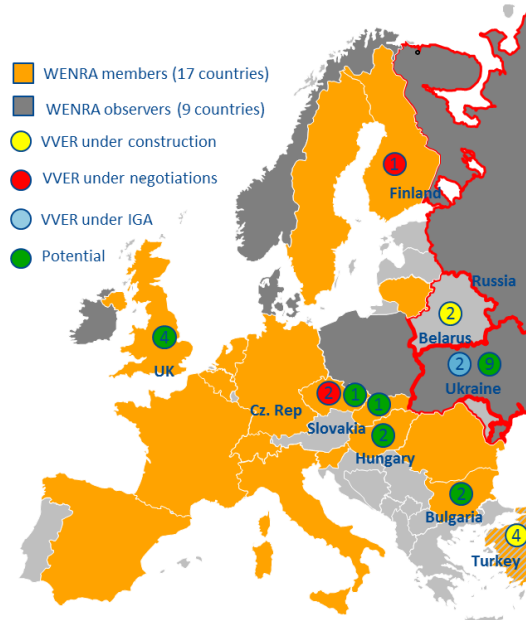 WENRA members (17 countries)
WENRA observers (9 countries)
VVER under construction
VVER under negotiations
VVER under IGA
Potential
1
Finland
Russia
2
Belarus
4
UK
2 9
Ukraine
2 1 1
Cz. Rep
Slovakia
2
Hungary
2
Bulgaria
4
Turkey